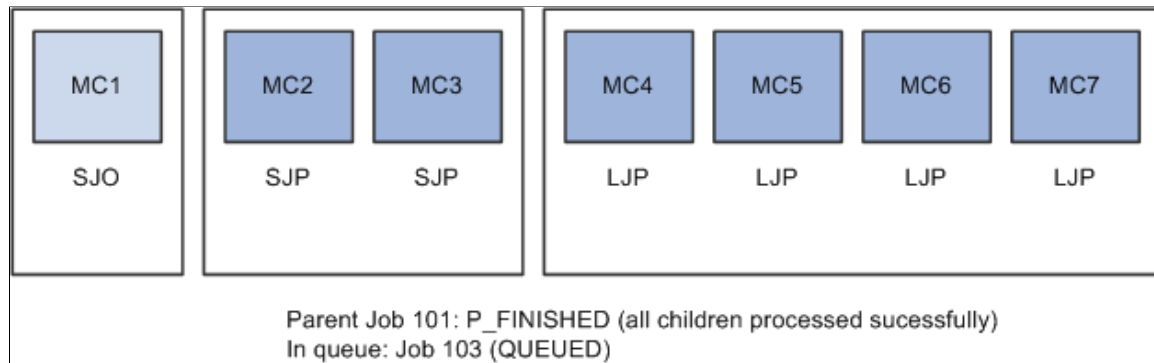 MC1 MC2 MC3 MC4 MC5 MC6 MC7
SJO SJP SJP LJP LJP LJP LJP
Parent Job 101: P_FINISHED (all children processed sucessfully)
In queue: Job 103 (QUEUED)